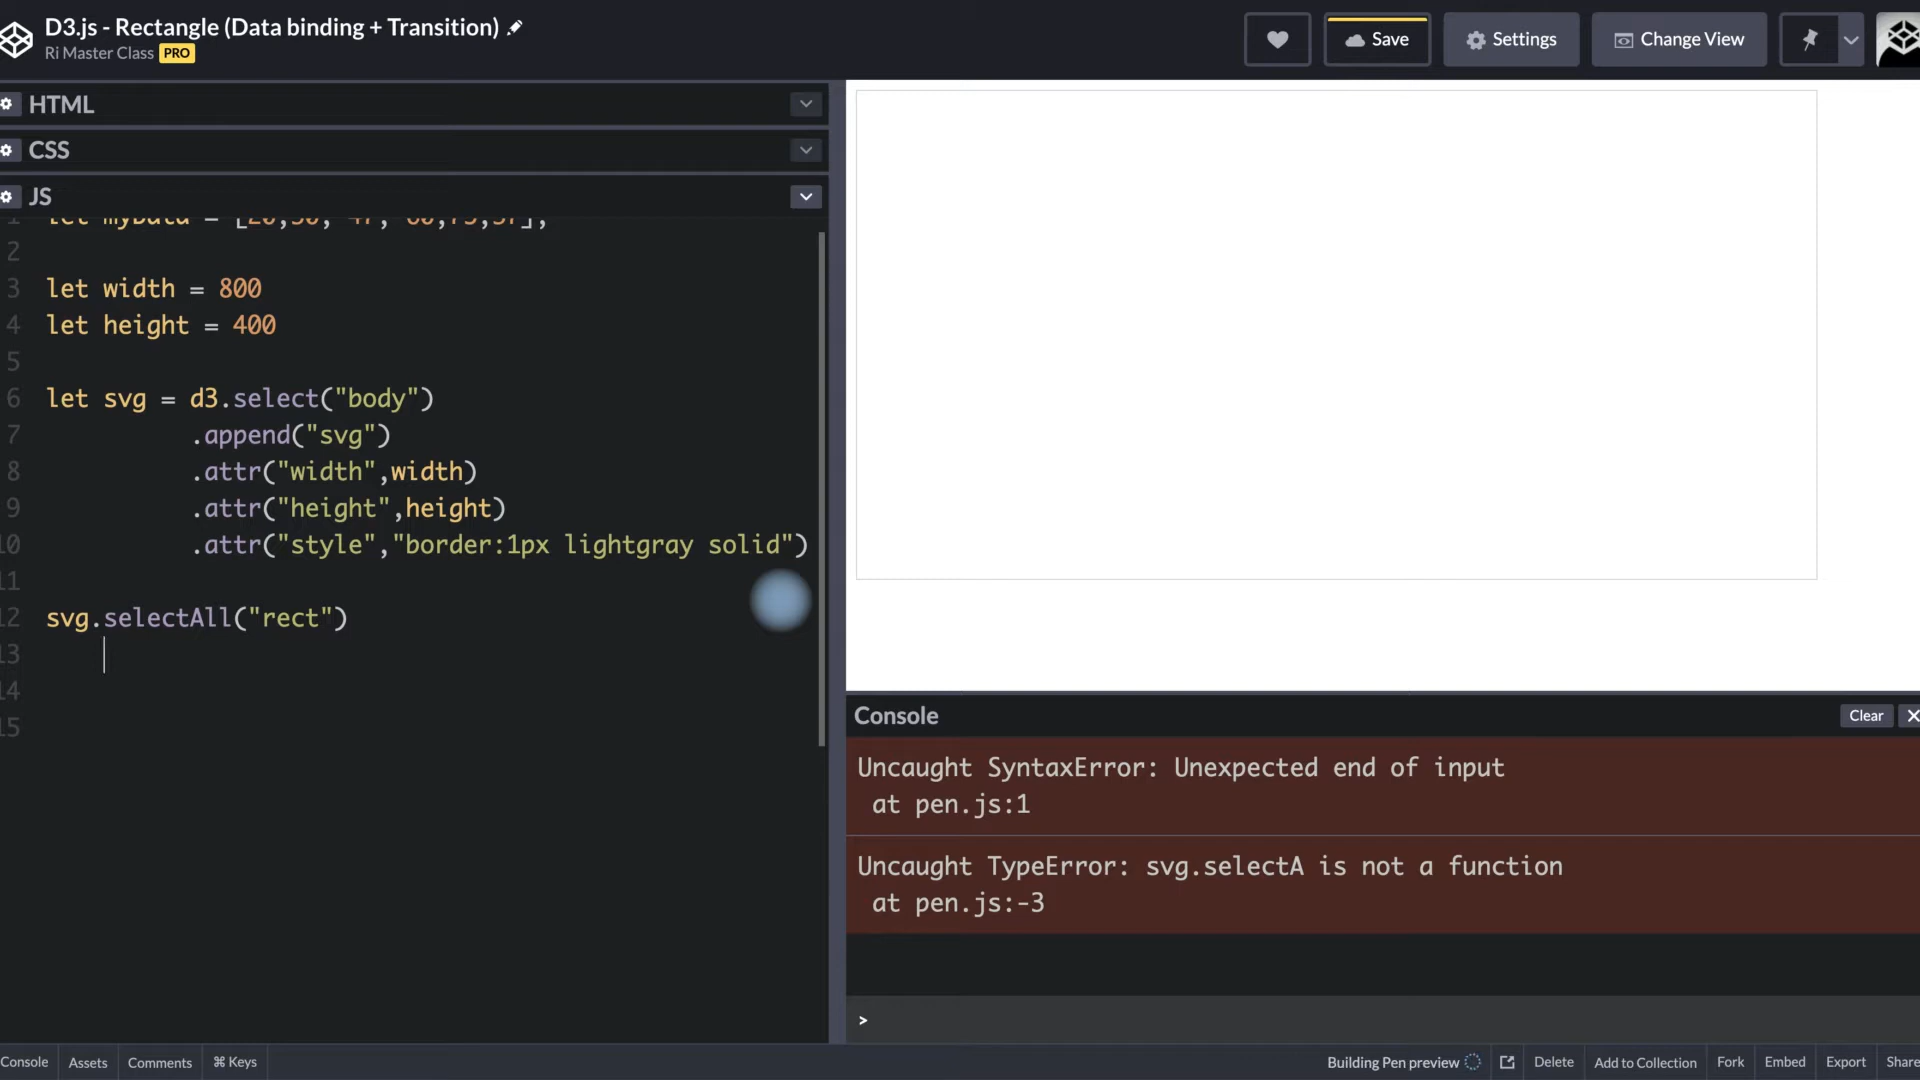 D3.js - Rectangle (Data binding + Transition)
Ri Master Class PRO
Save
Settings
Change View
HTML
CSS
JS
1 let myData =
2
3 let width = 800
4 let height = 400
5
6 let svg = d3.select("body")
7 .append("svg")
8 .attr("width",width)
9 .attr("height",height)
10 .attr("style","border:1px lightgray solid")
11
12 svg.selectAll("rect")
13
14
15
Console
Clear
Uncaught SyntaxError: Unexpected end of input
at pen.js:1
Uncaught TypeError: svg.selectA is not a function
at pen.js:-3
>
Console Assets Comments ⌘ Keys Building Pen preview Delete Add to Collection Fork Embed Export Share